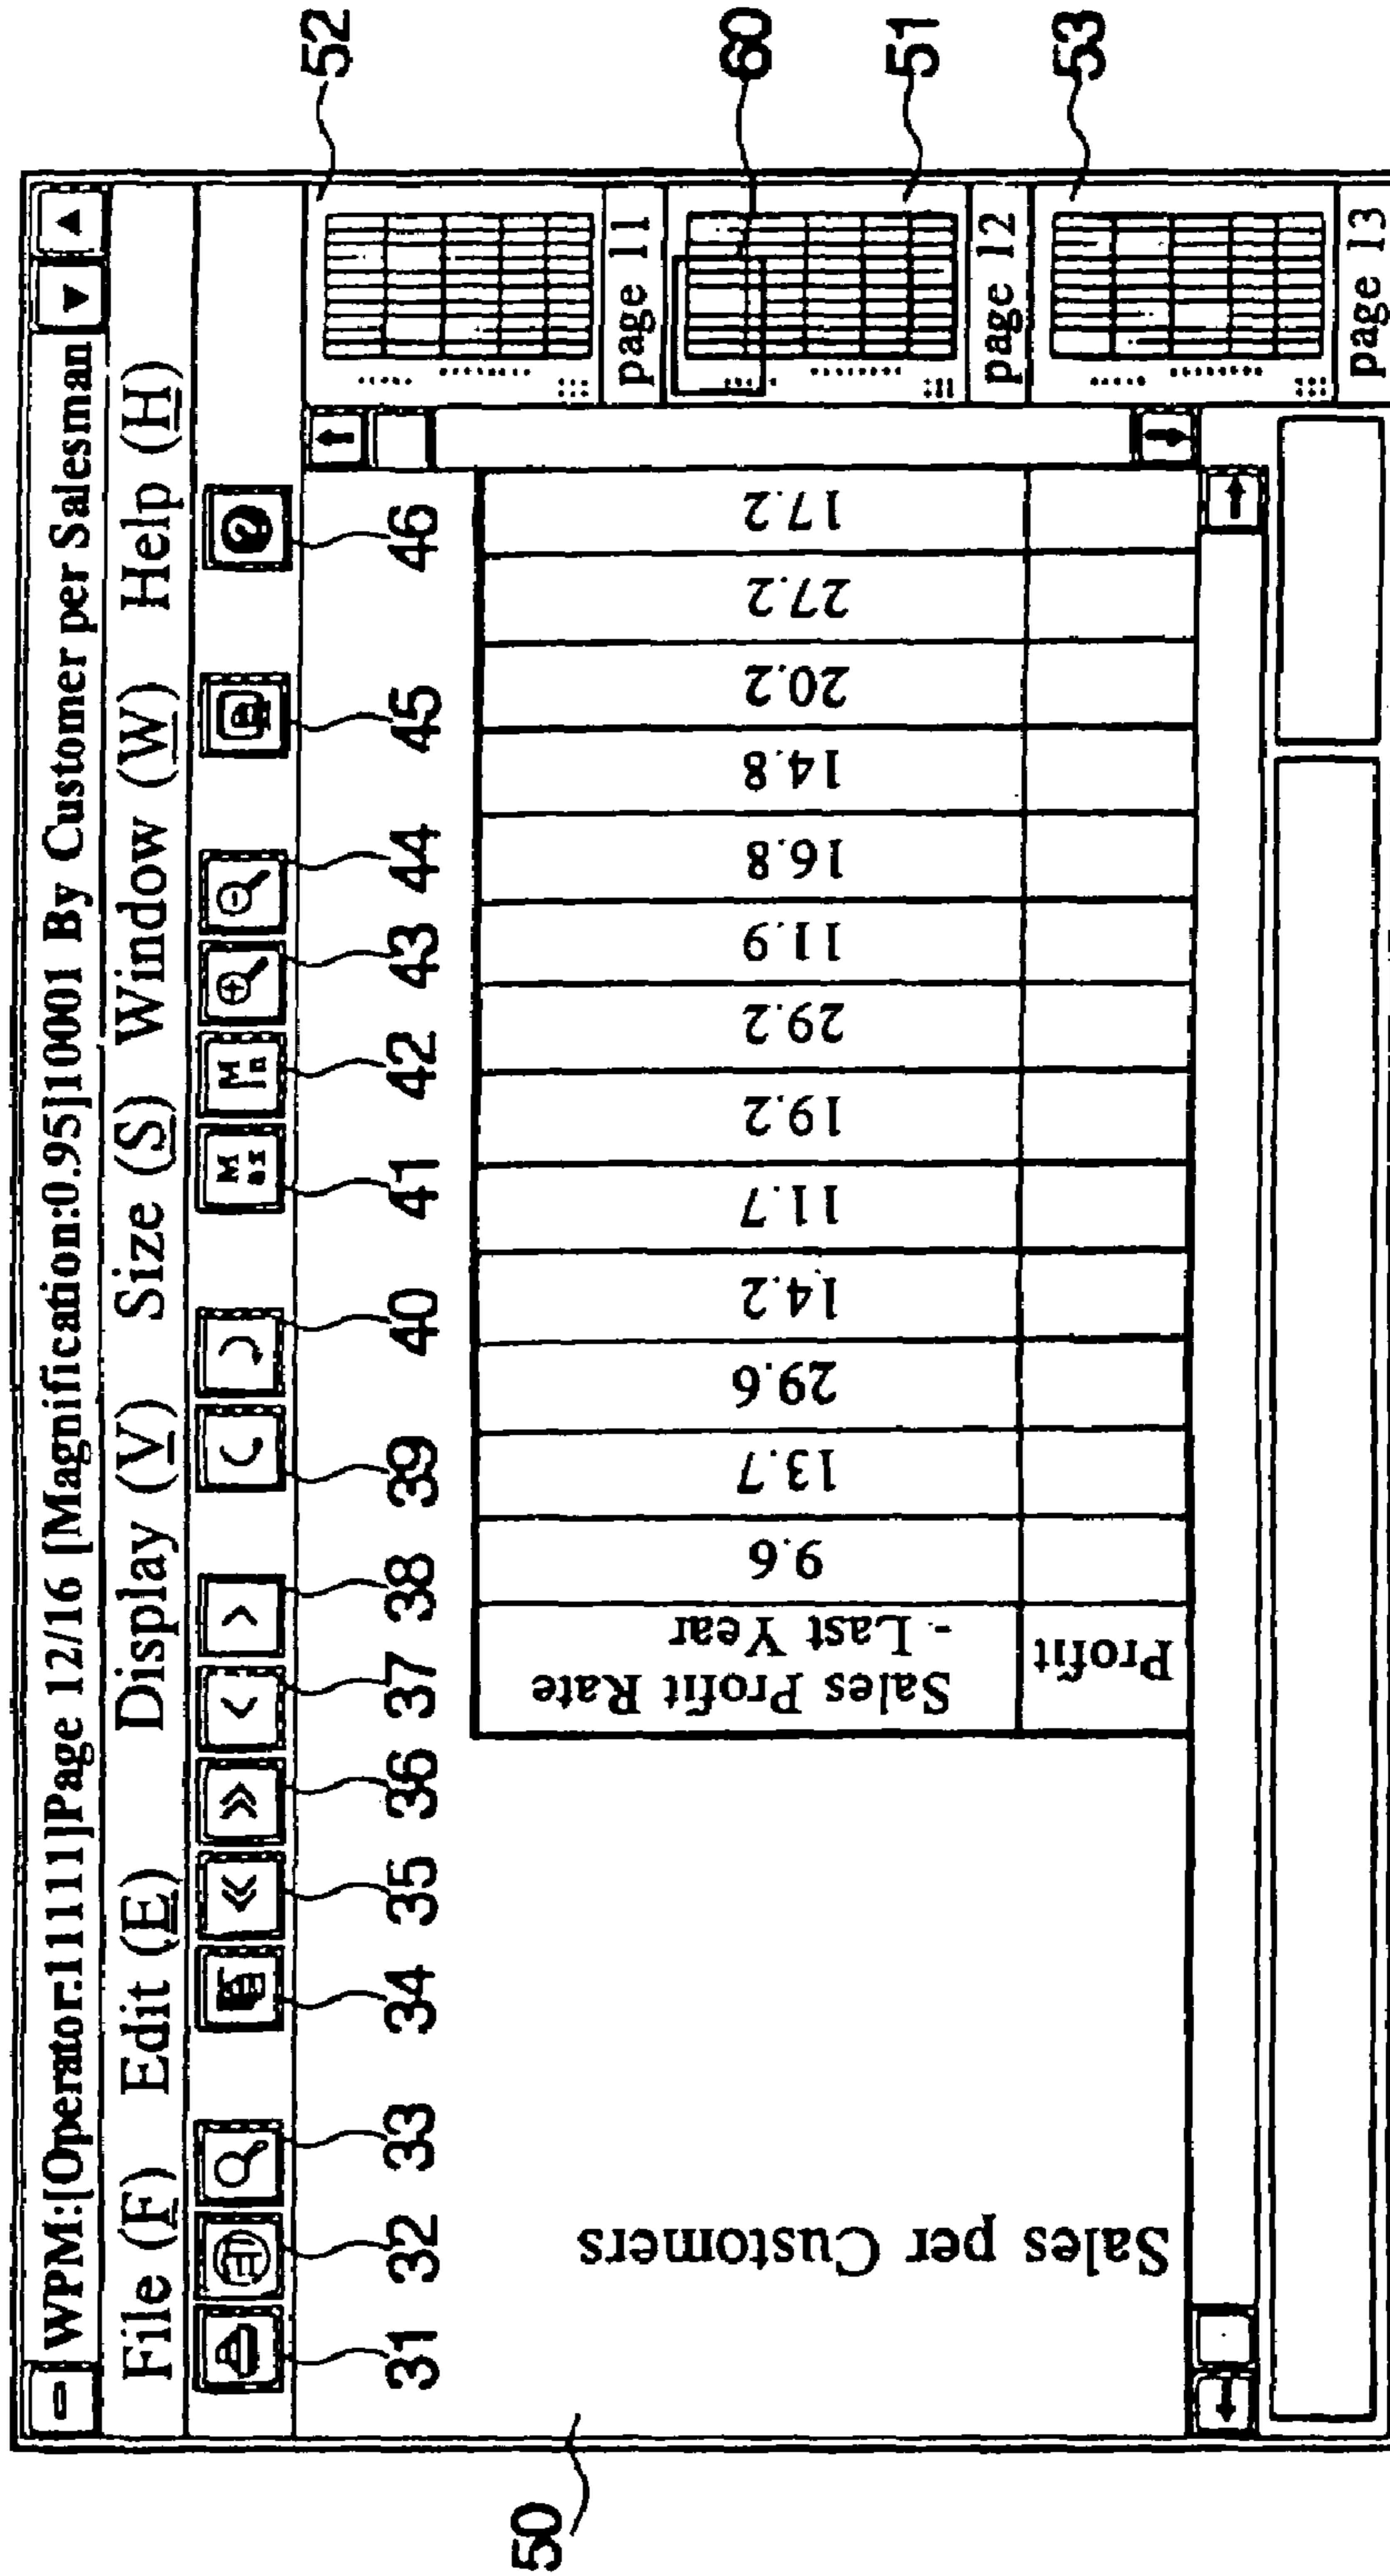 WPM:[Operator:11111]Page 12/16 [Magnification:0.95]10001 By Customer per Salesman
File (F) Edit (E) Display (V) Size (S) Window (W) Help (H)
Max Min
31 32 33 34 35 36 37 38 39 40 41 42 43 44 45 46
50
Sales per Customers
Sales Profit Rate
- Last Year
Profit
9.6
13.7
29.6
14.2
11.7
19.2
29.2
11.9
16.8
14.8
20.2
27.2
17.2
52
page 11
60
51
page 12
53
page 13